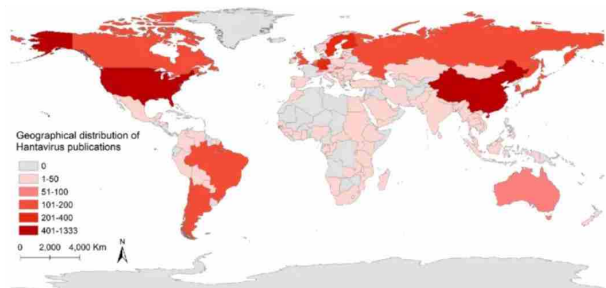 Geographical distribution of
Hantavirus publications
0
1-50
51-100
101-200
201-400
401-1333
0 2,000 4,000 Km
N